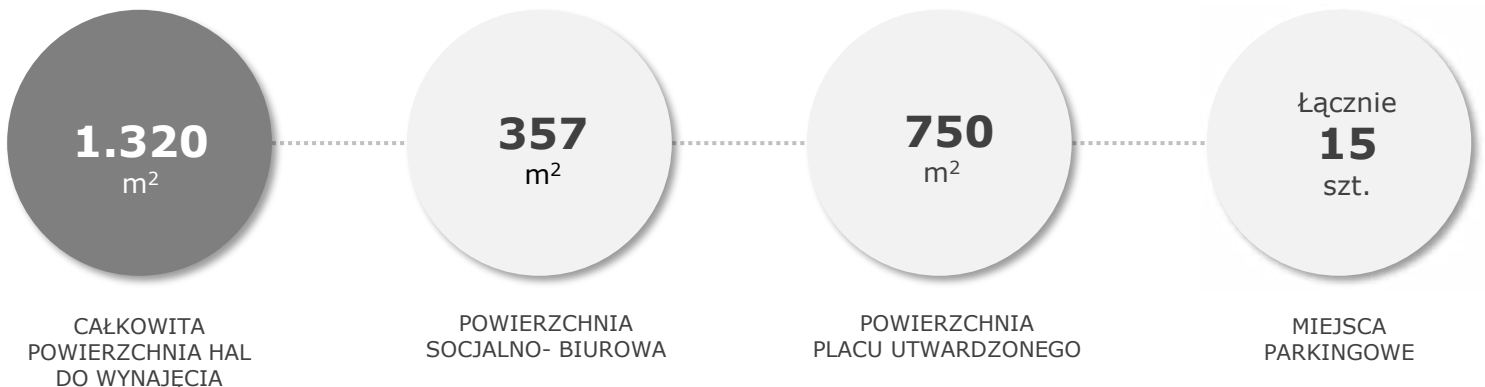 1.320
m²
CAŁKOWITA
POWIERZCHNIA HAL
DO WYNAJĘCIA
357
m²
POWIERZCHNIA
SOCJALNO- BIUROWA
750
m²
POWIERZCHNIA
PLACU UTWARDZONEGO
Łącznie
15
szt.
MIEJSCA
PARKINGOWE